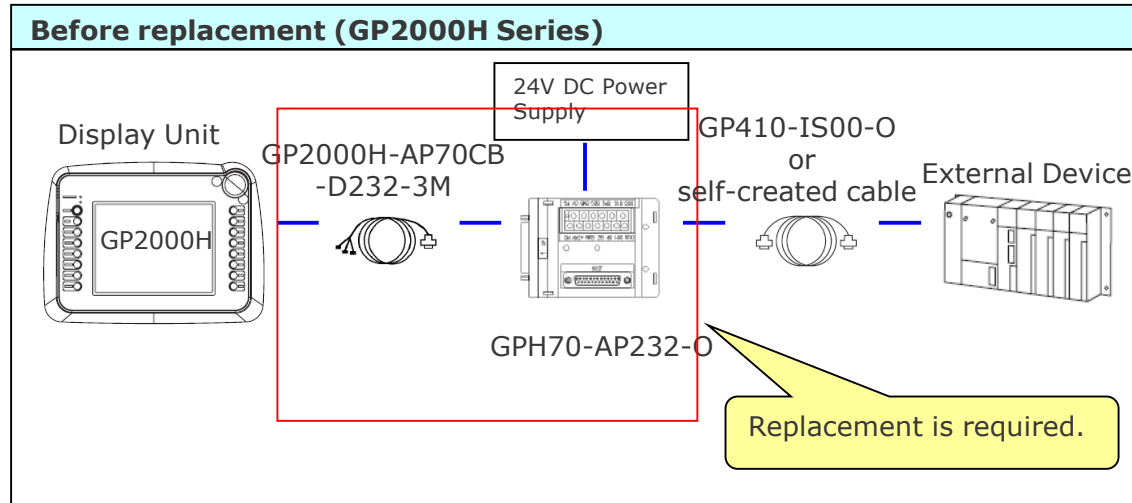 Before replacement (GP2000H Series)
24V DC Power
Supply
Display Unit
GP2000H-AP70CB
-D232-3M
GP410-IS00-O
or
self-created cable
External Device
GP2000H
GPH70-AP232-O
Replacement is required.